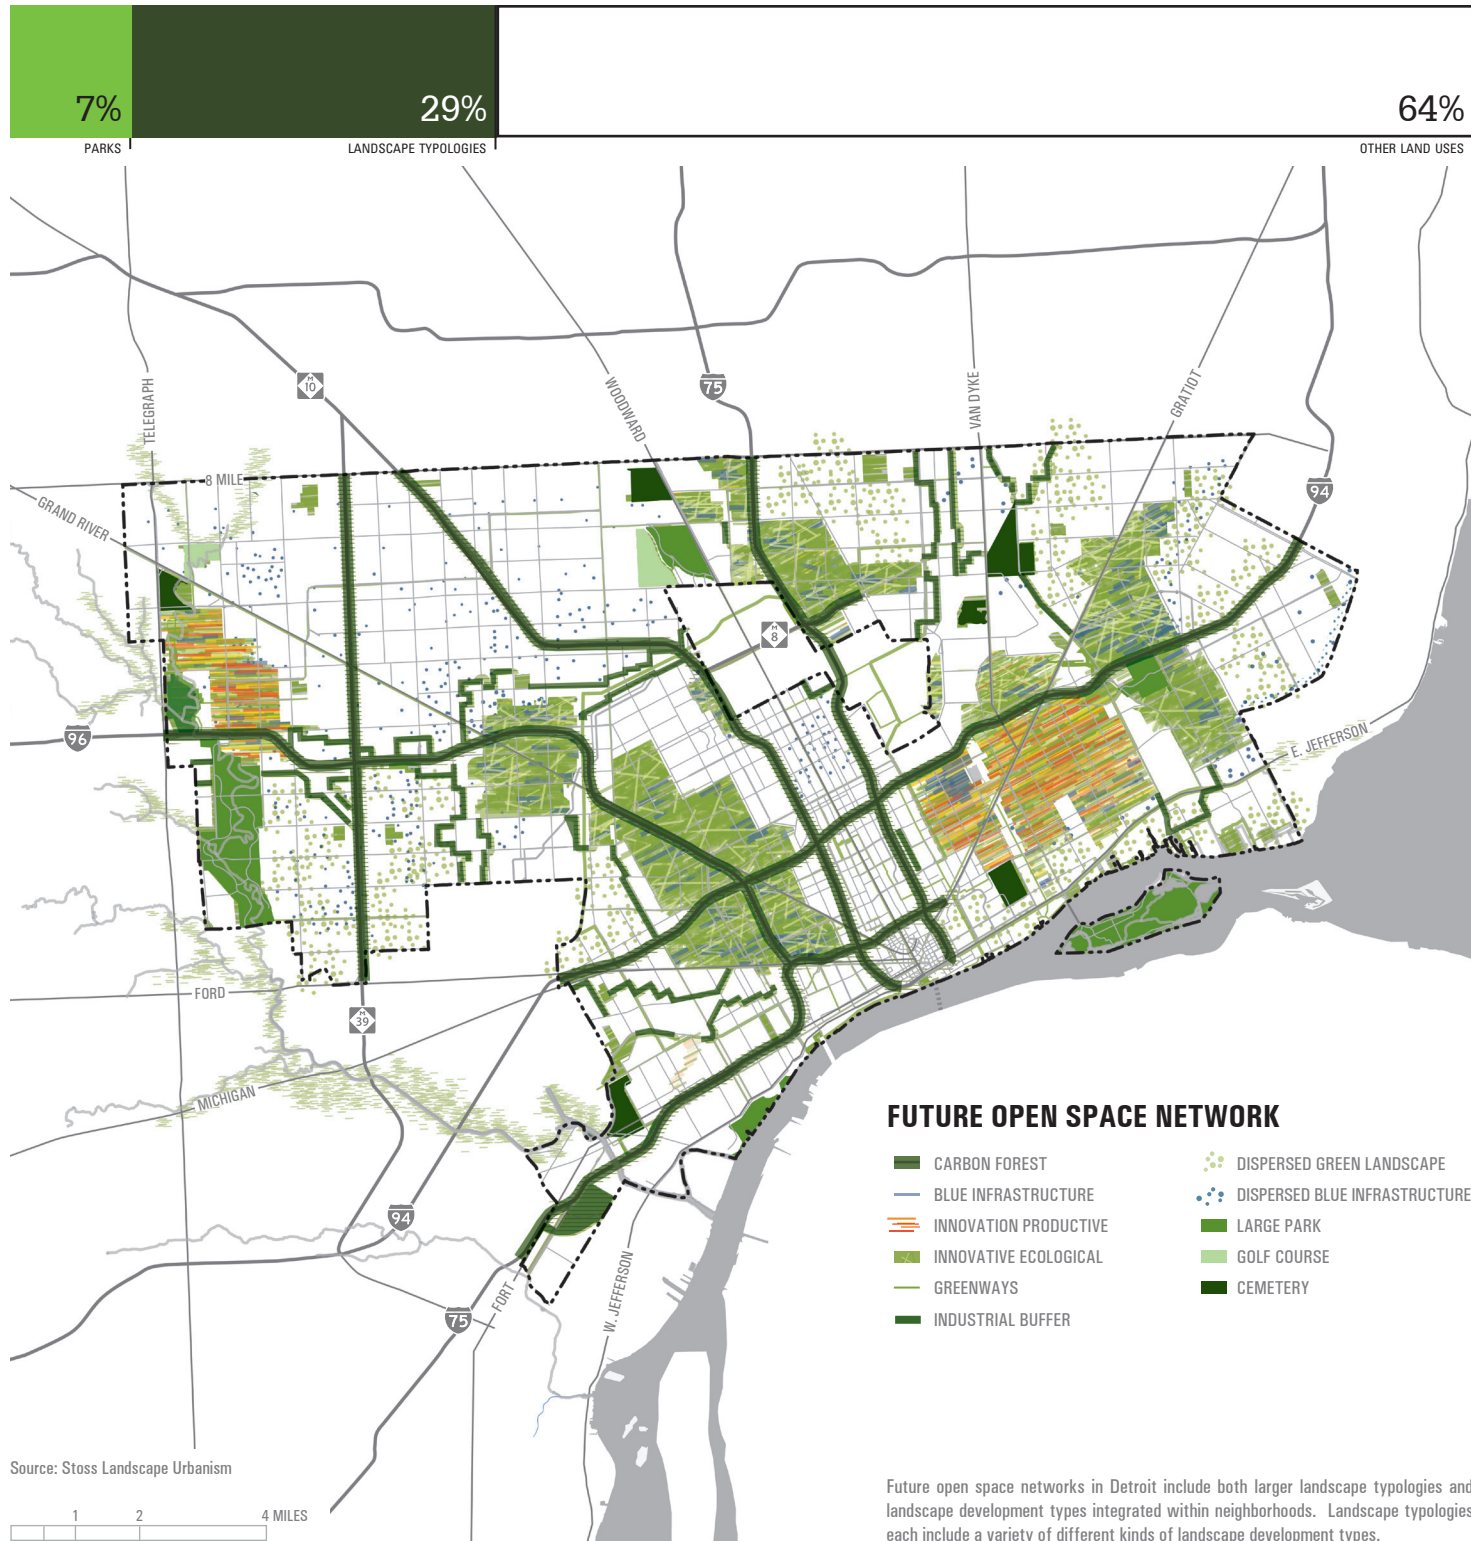 7%
29%
64%
PARKS
LANDSCAPE TYPOLOGIES
OTHER LAND USES
TELEGRAPH
M
10
WOODWARD
75
VAN DYKE
GRATIOT
8 MILE
GRAND RIVER
94
M
8
96
E. JEFFERSON
FORD
M
39
MICHIGAN
94
75
FORT
W. JEFFERSON
FUTURE OPEN SPACE NETWORK
CARBON FOREST
BLUE INFRASTRUCTURE
INNOVATION PRODUCTIVE
INNOVATIVE ECOLOGICAL
GREENWAYS
INDUSTRIAL BUFFER
DISPERSED GREEN LANDSCAPE
DISPERSED BLUE INFRASTRUCTURE
LARGE PARK
GOLF COURSE
CEMETERY
Source: Stoss Landscape Urbanism
1 2 4 MILES
Future open space networks in Detroit include both larger landscape typologies and
landscape development types integrated within neighborhoods. Landscape typologies
each include a variety of different kinds of landscape development types.